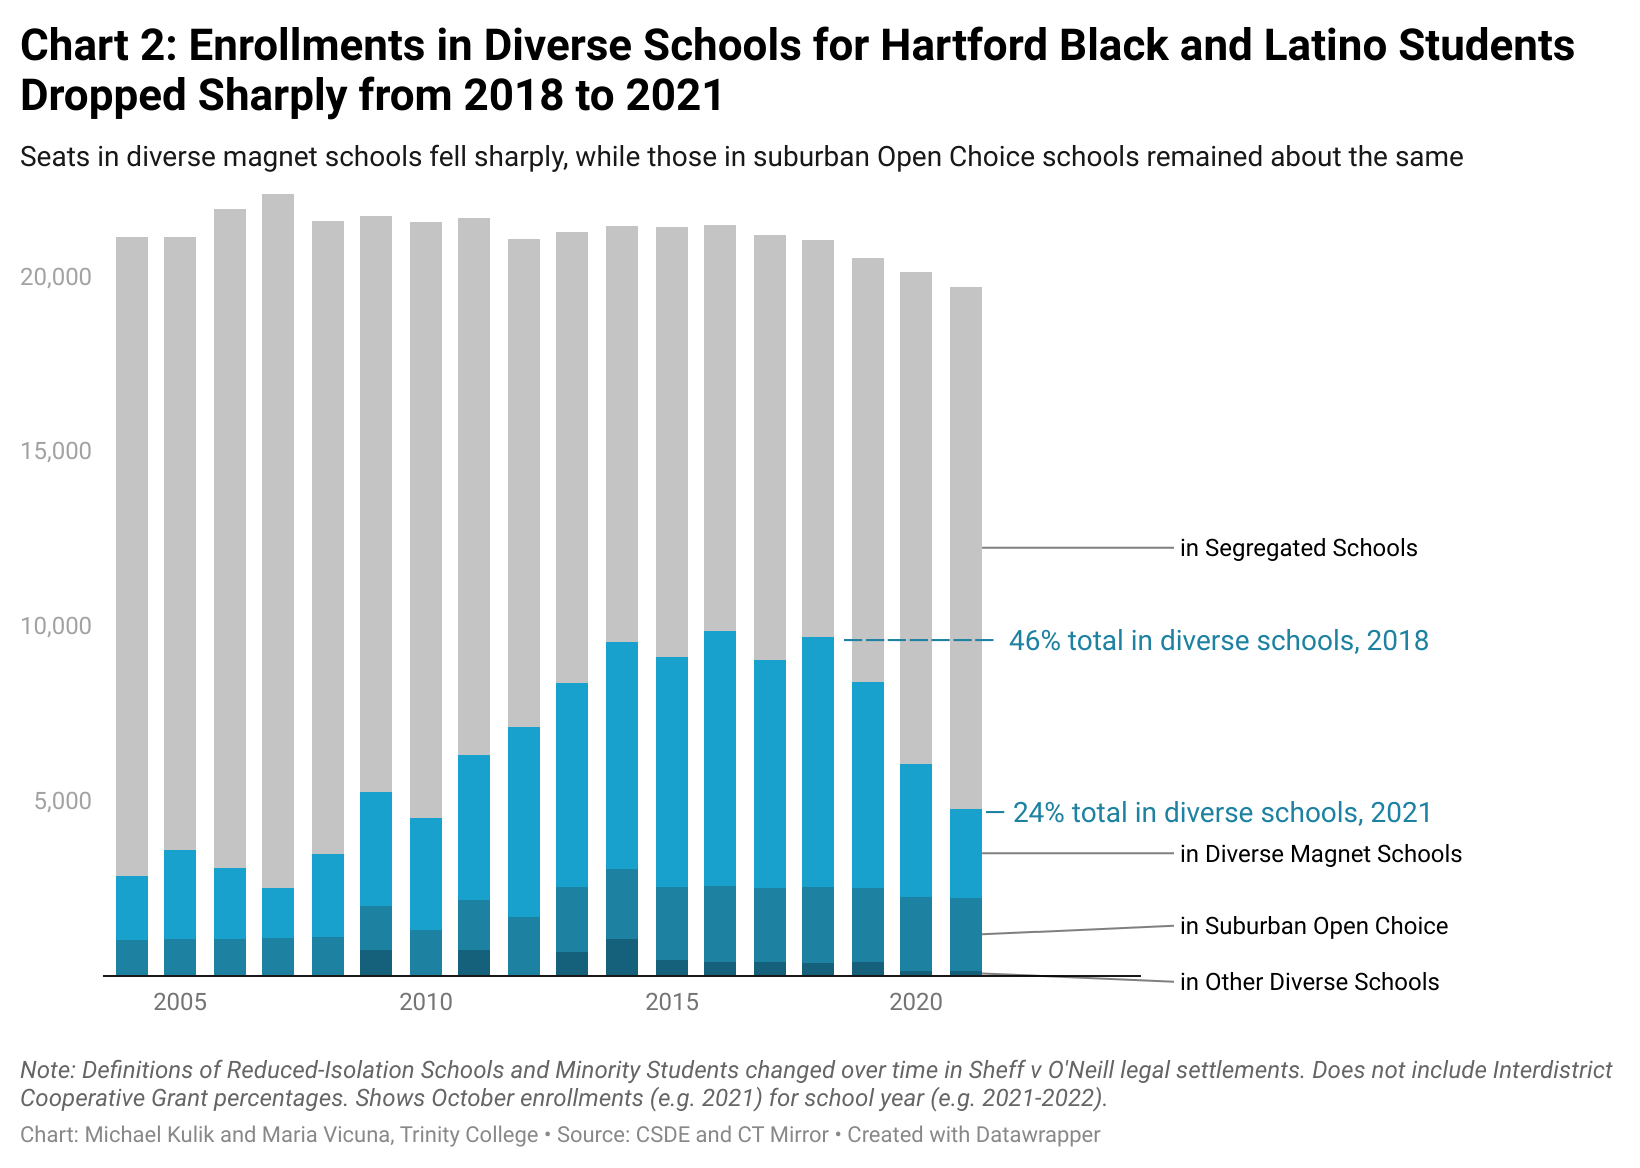 Chart 2: Enrollments in Diverse Schools for Hartford Black and Latino Students
Dropped Sharply from 2018 to 2021
Seats in diverse magnet schools fell sharply, while those in suburban Open Choice schools remained about the same
20,000
15,000
in Segregated Schools
10,000
46% total in diverse schools, 2018
5,000
24% total in diverse schools, 2021
in Diverse Magnet Schools
in Suburban Open Choice
in Other Diverse Schools
2005 2010 2015 2020
Note: Definitions of Reduced-Isolation Schools and Minority Students changed over time in Sheff v O'Neill legal settlements. Does not include Interdistrict
Cooperative Grant percentages. Shows October enrollments (e.g. 2021) for school year (e.g. 2021-2022).
Chart: Michael Kulik and Maria Vicuna, Trinity College • Source: CSDE and CT Mirror • Created with Datawrapper